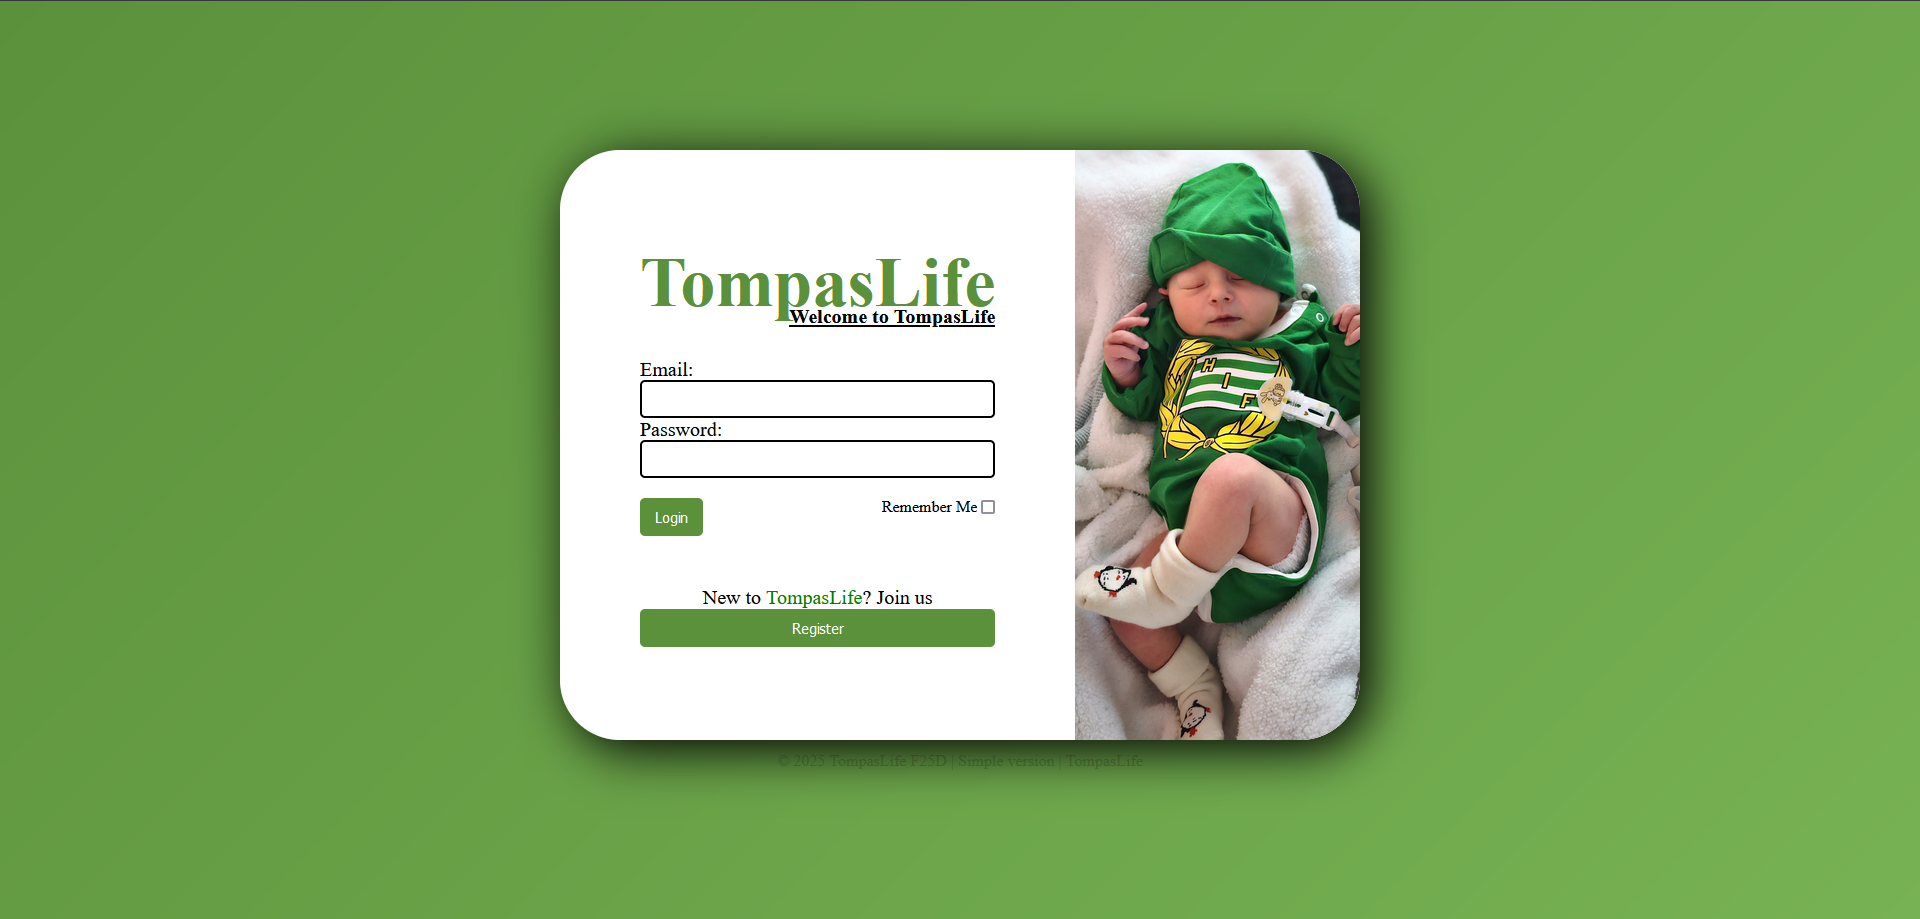 TompasLife
Welcome to TompasLife
Email:
Password:
Login
Remember Me
New to TompasLife? Join us
Register
H
I
F
© 2025 TompasLife F25D | Simple version | TompasLife